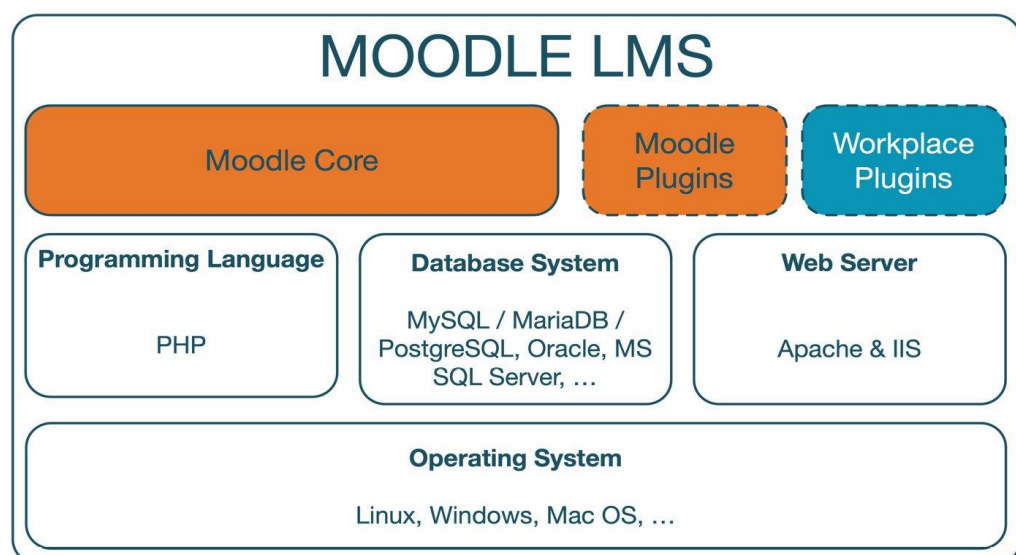 MOODLE LMS
Moodle Core
Moodle
Plugins
Workplace
Plugins
Programming Language
PHP
Database System
MySQL / MariaDB /
PostgreSQL, Oracle, MS
SQL Server, …
Web Server
Apache & IIS
Operating System
Linux, Windows, Mac OS, …